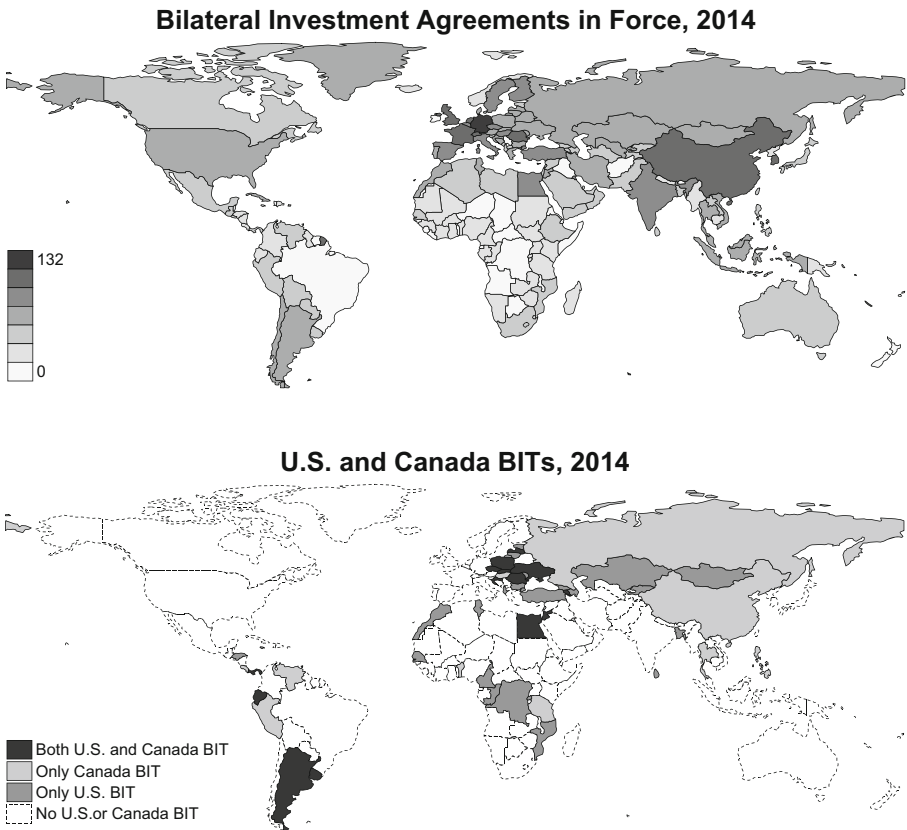 Bilateral Investment Agreements in Force, 2014
132
0
U.S. and Canada BITs, 2014
Both U.S. and Canada BIT
Only Canada BIT
Only U.S. BIT
No U.S.or Canada BIT